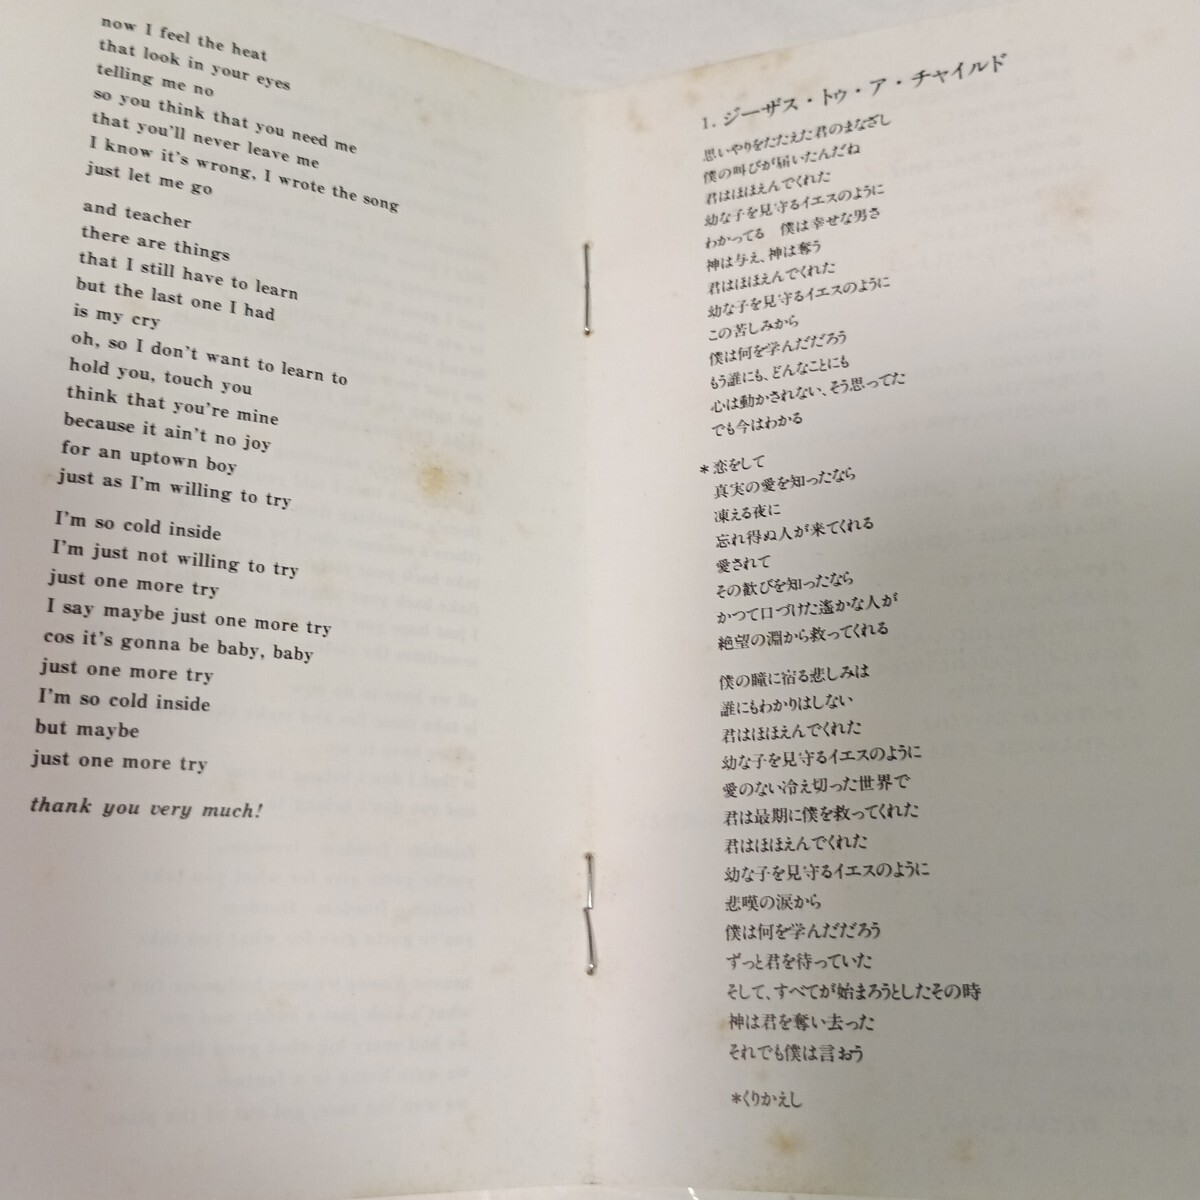 now I feel the heat
that look in your eyes
telling me no
so you think that you need me
that you'll never leave me
I know it's wrong, I wrote the song
just let me go
and teacher
there are things
that I still have to learn
but the last one I had
is my cry
oh, so I don't want to learn to
hold you, touch you
think that you're mine
because it ain't no joy
for an uptown boy
just as I'm willing to try
I'm so cold inside
I'm just not willing to try
just one more try
I say maybe just one more try
cos it's gonna be baby, baby
just one more try
I'm so cold inside
but maybe
just one more try
thank you very much!
1. ジーザス・トゥ・ア・チャイルド
思いやりをたたえた君のまなざし
僕の叫びが届いたんだね
君はほほえんでくれた
幼な子を見守るイエスのように
わかってる　僕は幸せな男さ
神は与え、神は奪う
君はほほえんでくれた
幼な子を見守るイエスのように
この苦しみから
僕は何を学んだだろう
もう誰にも、どんなことにも
心は動かされない、そう思ってた
でも今はわかる
*恋をして
真実の愛を知ったなら
凍える夜に
忘れ得ぬ人が来てくれる
愛されて
その歓びを知ったなら
かつて口づけた遙かな人が
絶望の淵から救ってくれる
僕の瞳に宿る悲しみは
誰にもわかりはしない
君はほほえんでくれた
幼な子を見守るイエスのように
愛のない冷え切った世界で
君は最期に僕を救ってくれた
君はほほえんでくれた
幼な子を見守るイエスのように
悲嘆の涙から
僕は何を学んだだろう
ずっと君を待っていた
そして、すべてが始まろうとしたその時
神は君を奪い去った
それでも僕は言おう
*くりかえし